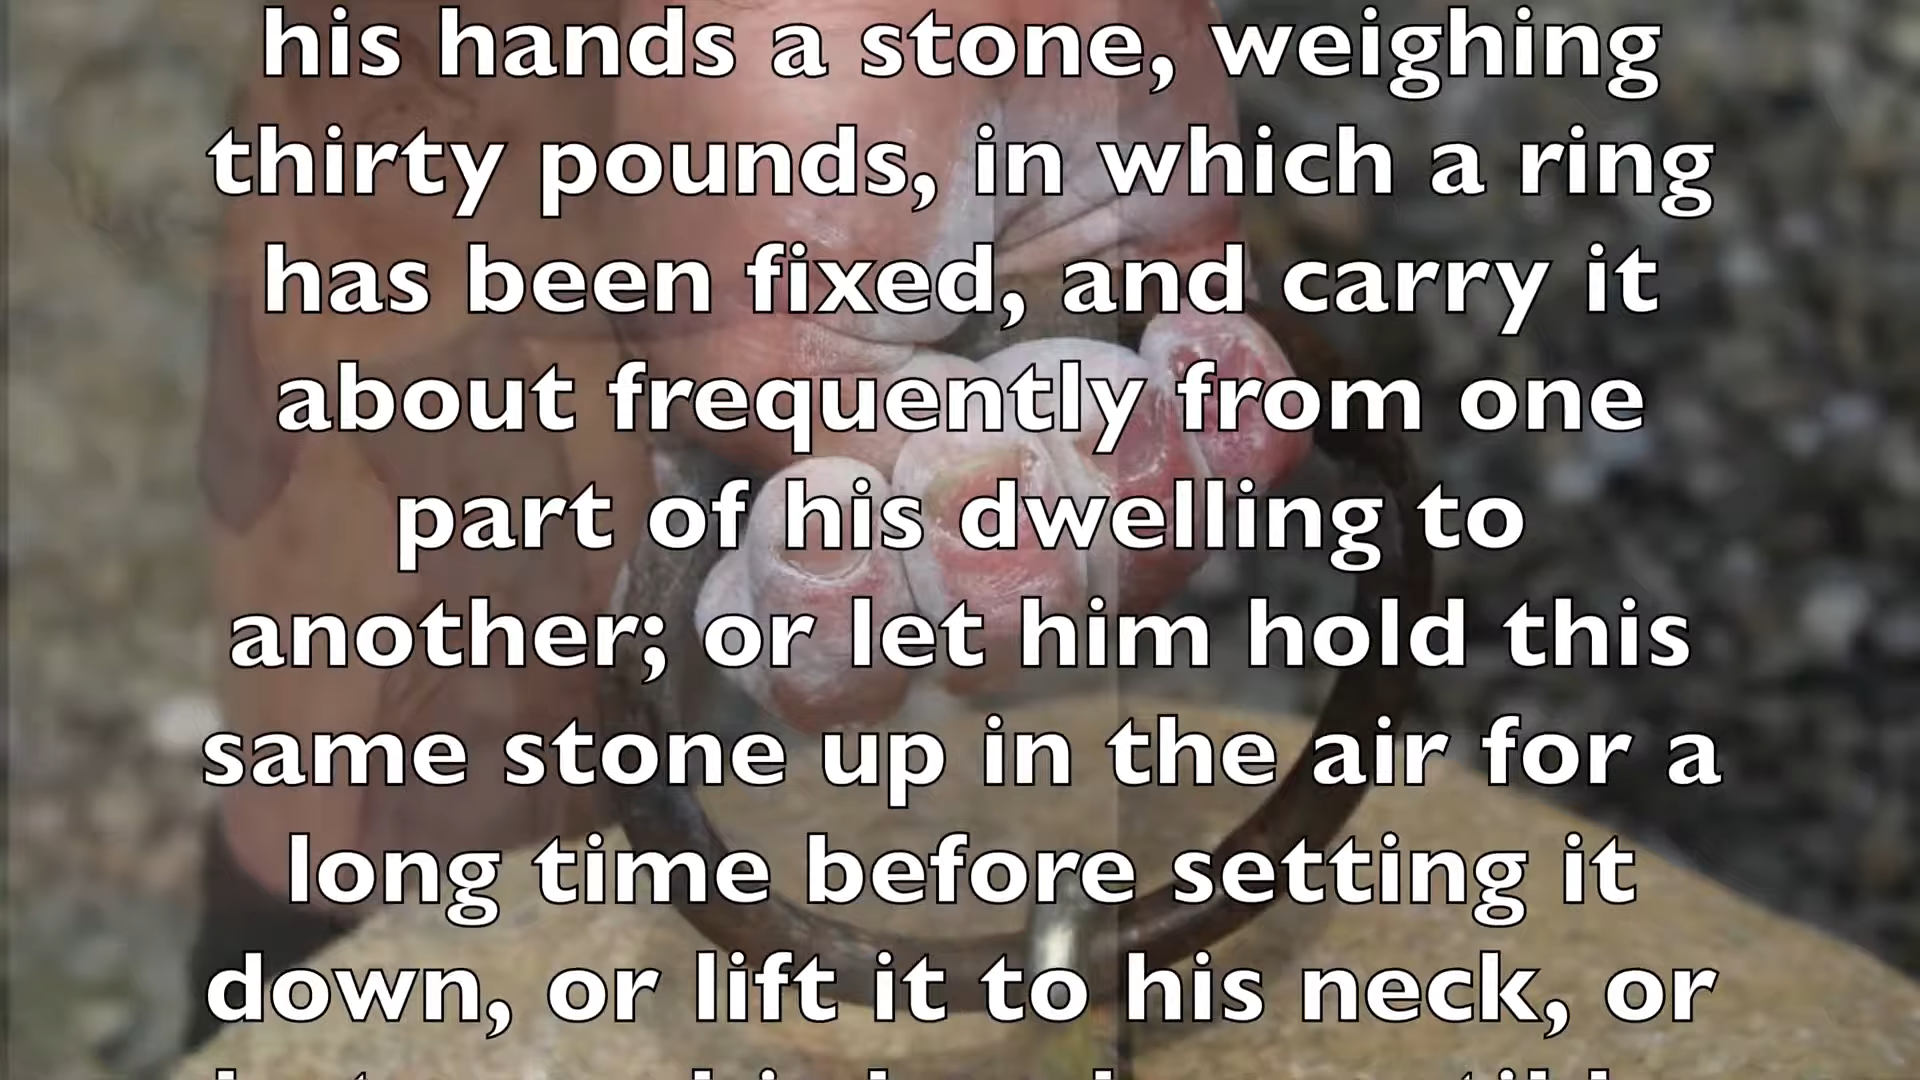 his hands a stone, weighing
thirty pounds, in which a ring
has been fixed, and carry it
about frequently from one
part of his dwelling to
another; or let him hold this
same stone up in the air for a
long time before setting it
down, or lift it to his neck, or